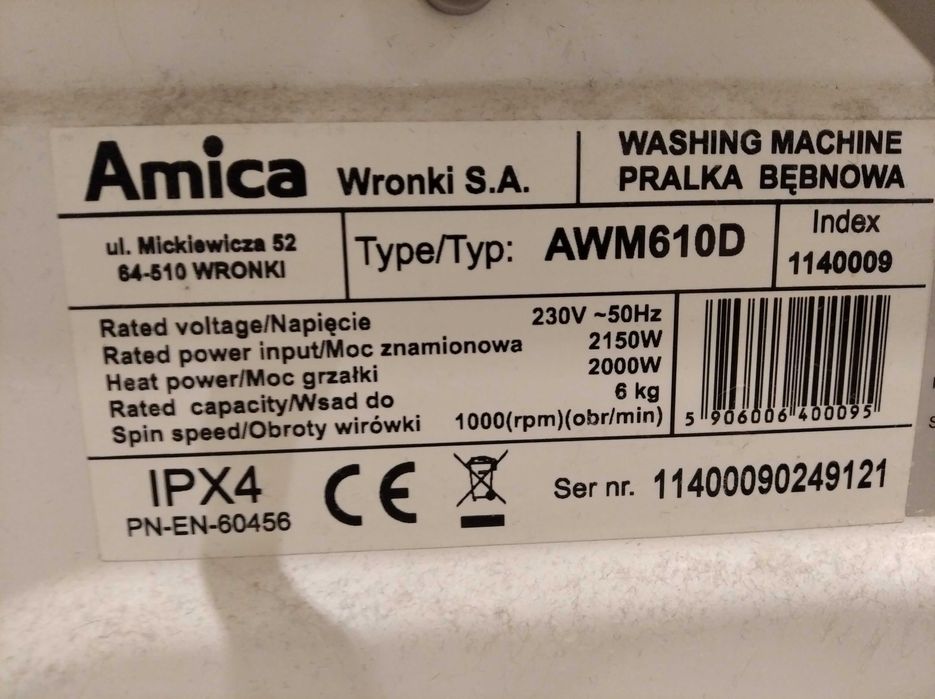 Amica Wronki S.A.
WASHING MACHINE
PRALKA BĘBNOWA
ul. Mickiewicza 52
64-510 WRONKI
Type/Typ: AWM610D
Index
1140009
Rated voltage/Napięcie 230V ~50Hz
Rated power input/Moc znamionowa 2150W
Heat power/Moc grzałki 2000W
Rated capacity/Wsad do 6 kg
Spin speed/Obroty wirówki 1000(rpm)(obr/min)
5 906006 400095
IPX4
PN-EN-60456
CE
Ser nr. 11400090249121